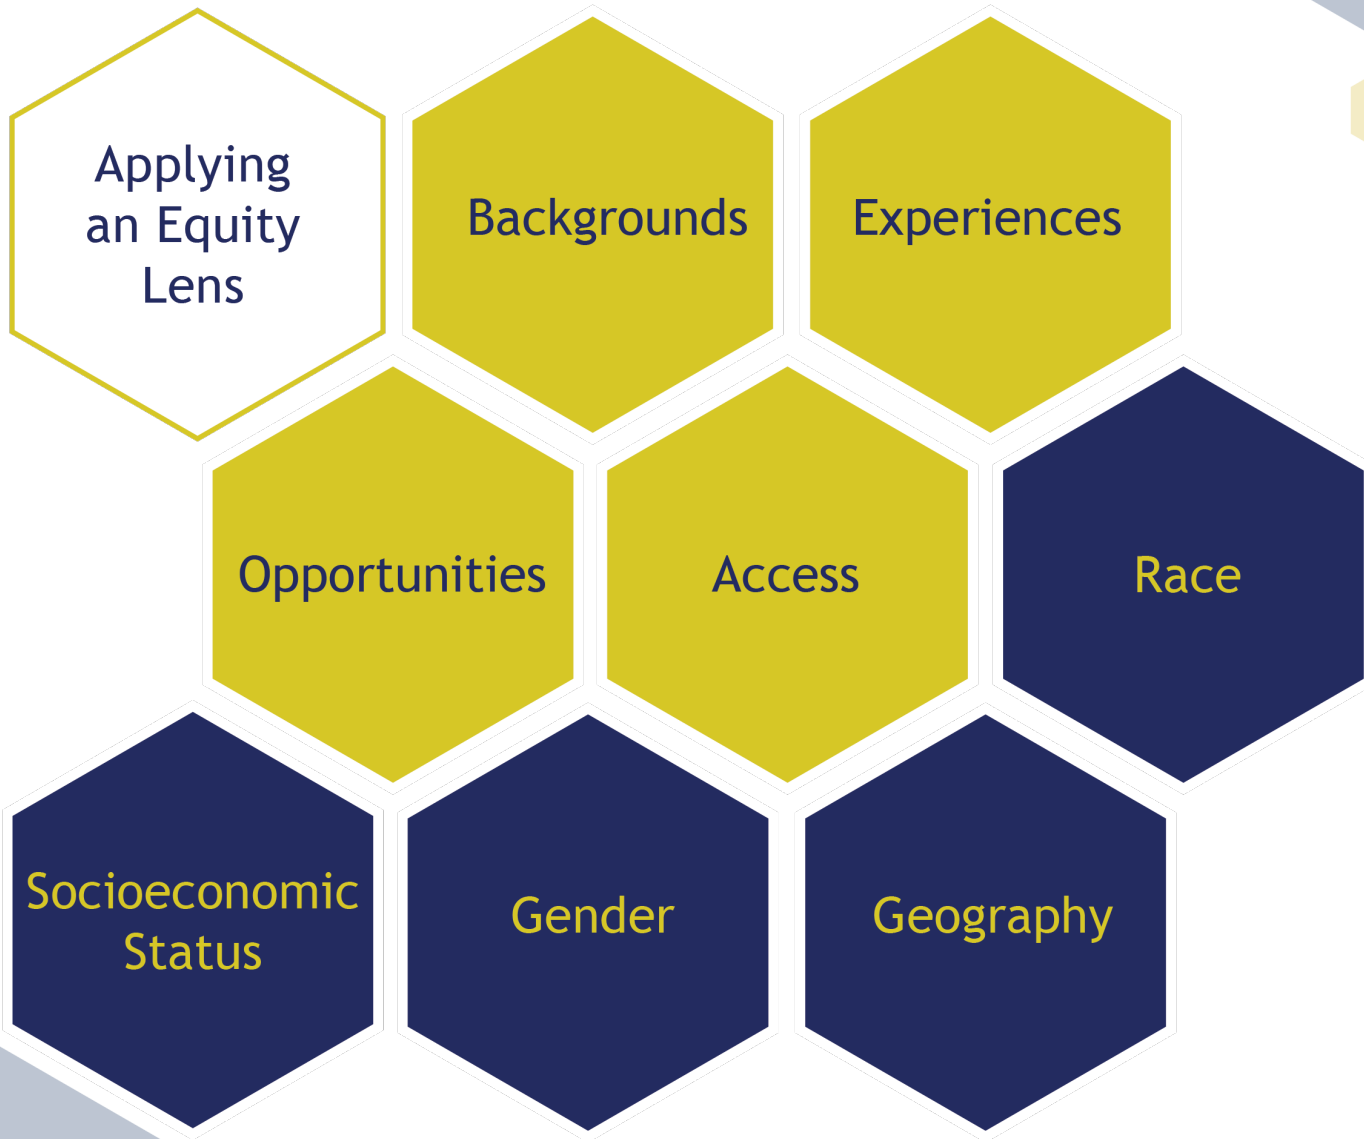 Applying
an Equity
Lens
Backgrounds
Experiences
Opportunities
Access
Race
Socioeconomic
Status
Gender
Geography